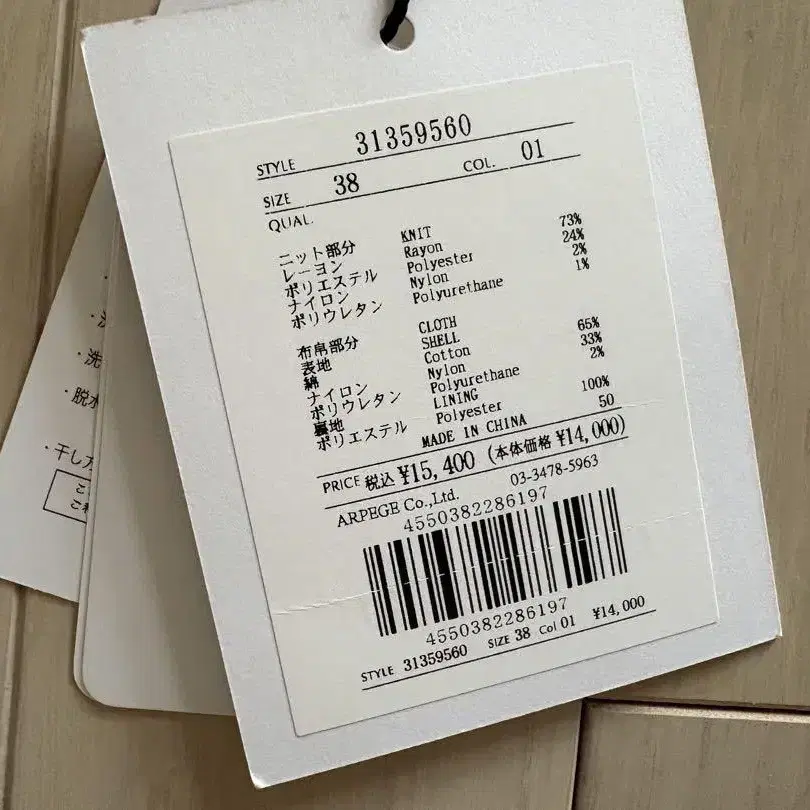 STYLE 31359560
SIZE 38 COL. 01
QUAL.
ニット部分 KNIT
レーヨン Rayon 73%
ポリエステル Polyester 24%
ナイロン Nylon 2%
ポリウレタン Polyurethane 1%
布帛部分 CLOTH
表地 SHELL
綿 Cotton 65%
ナイロン Nylon 33%
ポリウレタン Polyurethane 2%
裏地 LINING
ポリエステル Polyester 100%
MADE IN CHINA 50
PRICE 税込 ¥15,400 (本体価格 ¥14,000)
ARPEGE Co.,Ltd. 03-3478-5963
4550382286197
4550382286197
STYLE 31359560 SIZE 38 Col 01 ¥14,000
・洗
・脱水
・干し方